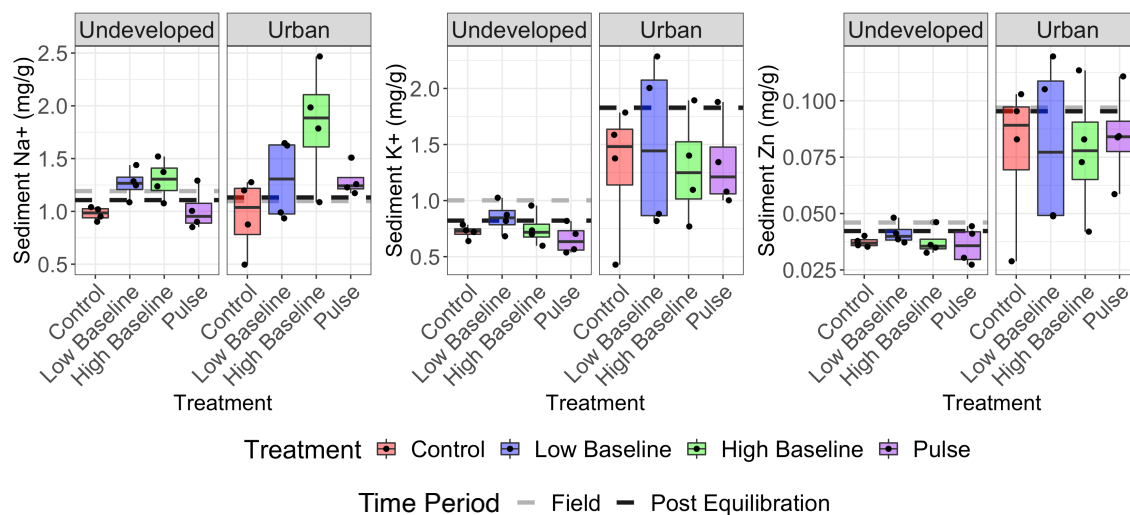 Undeveloped Urban
Sediment Na+ (mg/g)
2.5
2.0
1.5
1.0
0.5
Control Low Baseline High Baseline Pulse Control Low Baseline High Baseline Pulse
Treatment
Undeveloped Urban
Sediment K+ (mg/g)
2.0
1.5
1.0
0.5
Control Low Baseline High Baseline Pulse Control Low Baseline High Baseline Pulse
Treatment
Undeveloped Urban
Sediment Zn (mg/g)
0.100
0.075
0.050
0.025
Control Low Baseline High Baseline Pulse Control Low Baseline High Baseline Pulse
Treatment
Treatment Control Low Baseline High Baseline Pulse
Time Period Field Post Equilibration